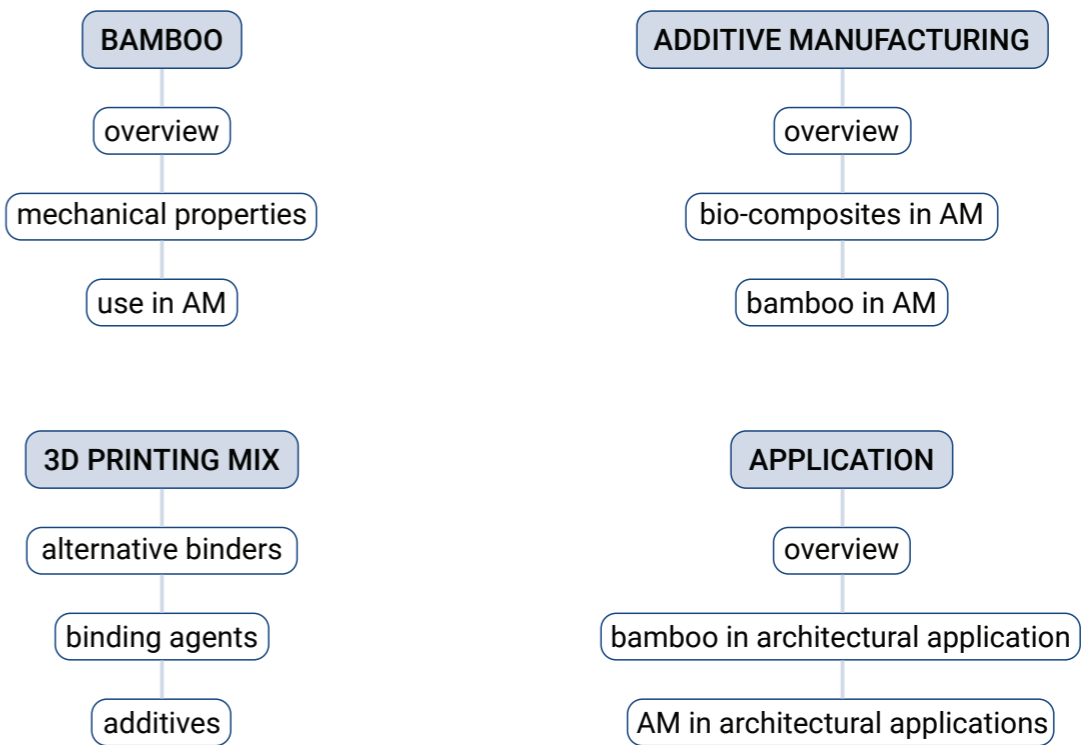 BAMBOO
overview
mechanical properties
use in AM
ADDITIVE MANUFACTURING
overview
bio-composites in AM
bamboo in AM
3D PRINTING MIX
alternative binders
binding agents
additives
APPLICATION
overview
bamboo in architectural application
AM in architectural applications